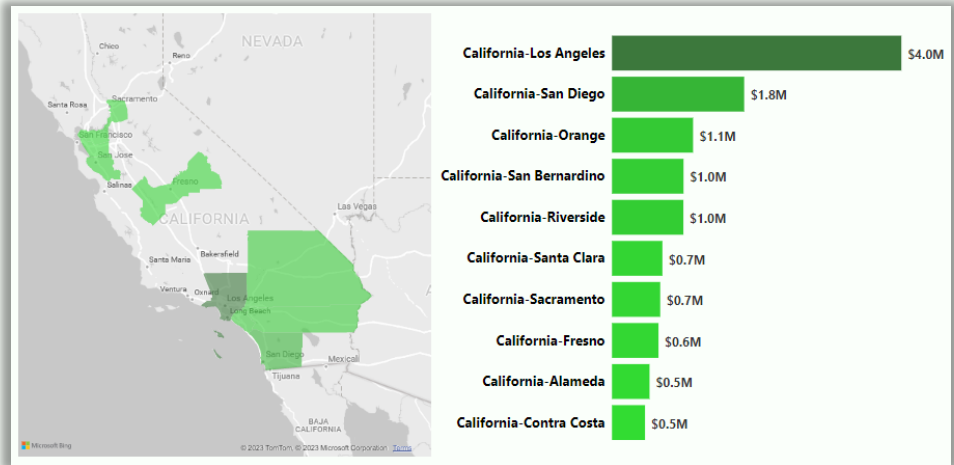 NEVADA
Chico
Reno
Santa Rosa
Sacramento
San Francisco
San Jose
Salinas
Fresno
CALIFORNIA
Las Vegas
Bakersfield
Santa Maria
Ventura
Oxnard
Los Angeles
Long Beach
San Diego
Mexicali
Tijuana
BAJA
CALIFORNIA
Microsoft Bing
© 2023 TomTom, © 2023 Microsoft Corporation Terms
California-Los Angeles $4.0M
California-San Diego $1.8M
California-Orange $1.1M
California-San Bernardino $1.0M
California-Riverside $1.0M
California-Santa Clara $0.7M
California-Sacramento $0.7M
California-Fresno $0.6M
California-Alameda $0.5M
California-Contra Costa $0.5M